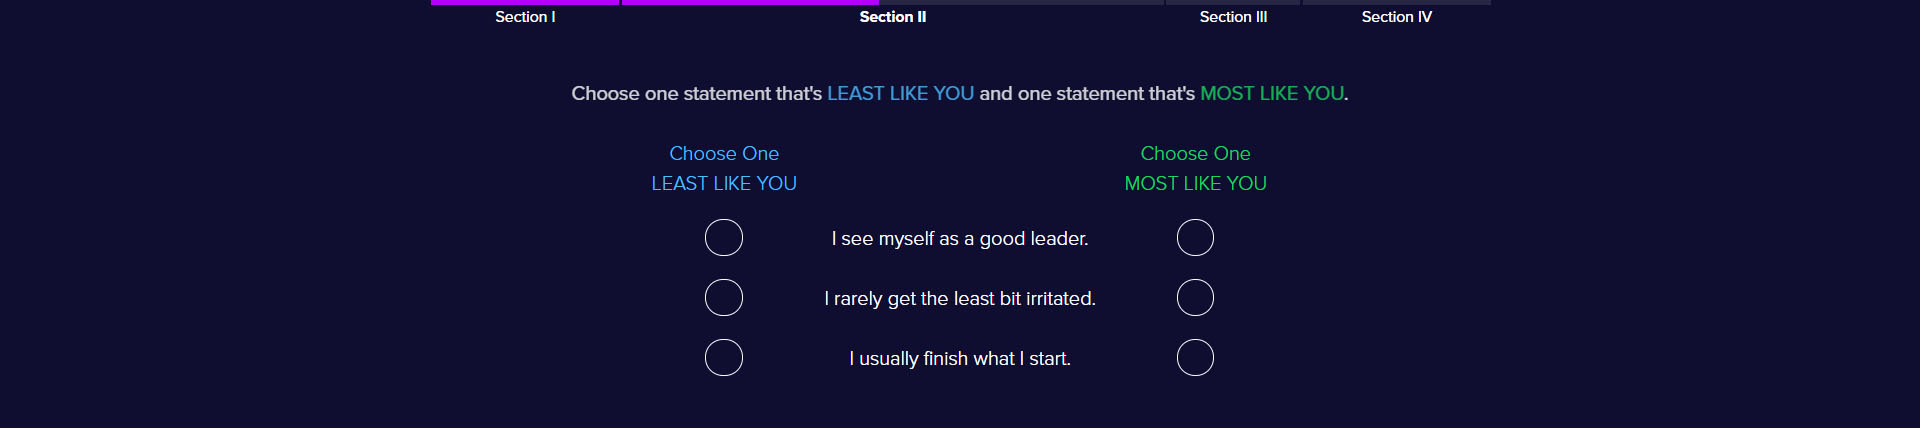 Section I
Section II
Section III
Section IV
Choose one statement that's LEAST LIKE YOU and one statement that's MOST LIKE YOU.
Choose One
LEAST LIKE YOU
Choose One
MOST LIKE YOU
I see myself as a good leader.
I rarely get the least bit irritated.
I usually finish what I start.